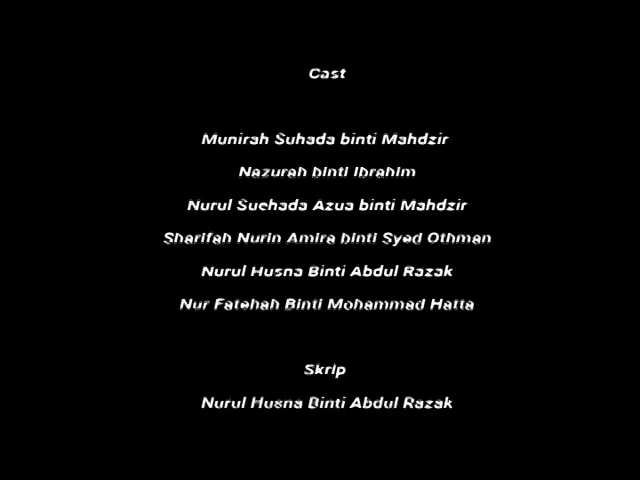 Cast
Munirah Suhada binti Mahdzir
Nazurah binti Ibrahim
Nurul Suehada Azua binti Mahdzir
Sharifah Nurin Amira binti Syed Othman
Nurul Husna Binti Abdul Razak
Nur Fatehah Binti Mohammad Hatta
Skrip
Nurul Husna Binti Abdul Razak